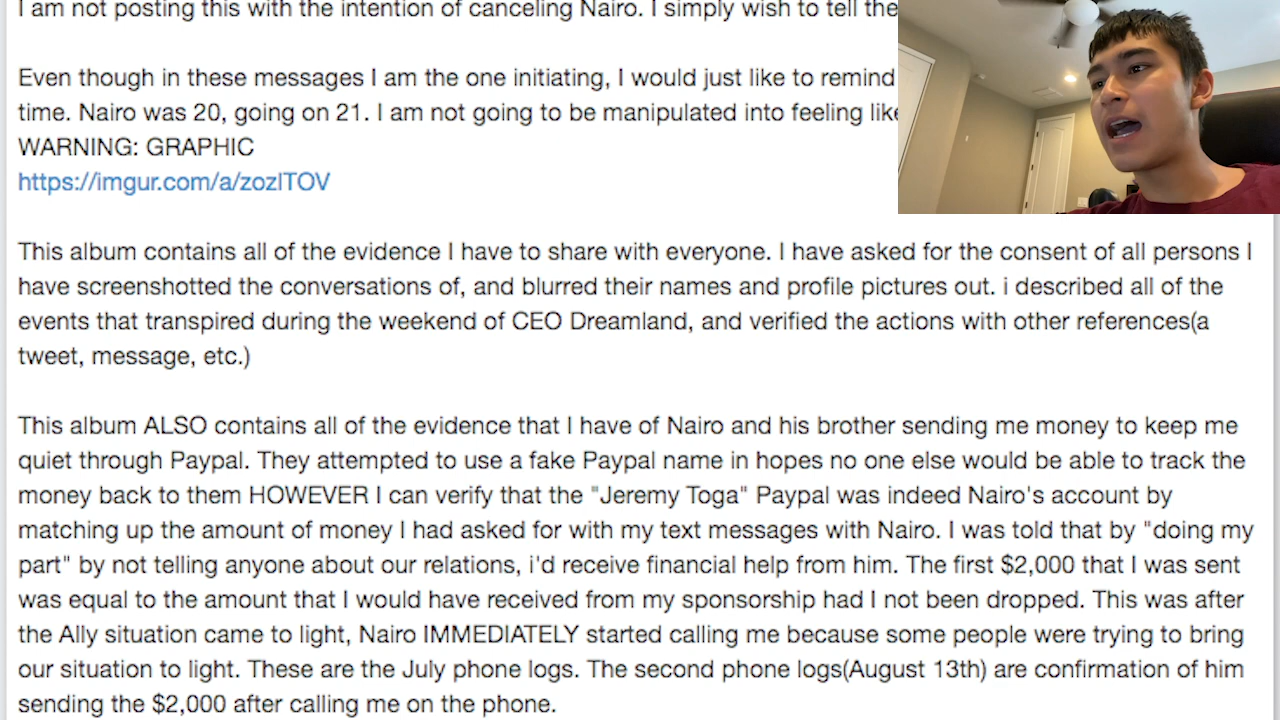 I am not posting this with the intention of canceling Nairo. I simply wish to tell the
Even though in these messages I am the one initiating, I would just like to remind
time. Nairo was 20, going on 21. I am not going to be manipulated into feeling like
WARNING: GRAPHIC
https://imgur.com/a/zozITOV
This album contains all of the evidence I have to share with everyone. I have asked for the consent of all persons I
have screenshotted the conversations of, and blurred their names and profile pictures out. i described all of the
events that transpired during the weekend of CEO Dreamland, and verified the actions with other references(a
tweet, message, etc.)
This album ALSO contains all of the evidence that I have of Nairo and his brother sending me money to keep me
quiet through Paypal. They attempted to use a fake Paypal name in hopes no one else would be able to track the
money back to them HOWEVER I can verify that the "Jeremy Toga" Paypal was indeed Nairo's account by
matching up the amount of money I had asked for with my text messages with Nairo. I was told that by "doing my
part" by not telling anyone about our relations, i'd receive financial help from him. The first $2,000 that I was sent
was equal to the amount that I would have received from my sponsorship had I not been dropped. This was after
the Ally situation came to light, Nairo IMMEDIATELY started calling me because some people were trying to bring
our situation to light. These are the July phone logs. The second phone logs(August 13th) are confirmation of him
sending the $2,000 after calling me on the phone.